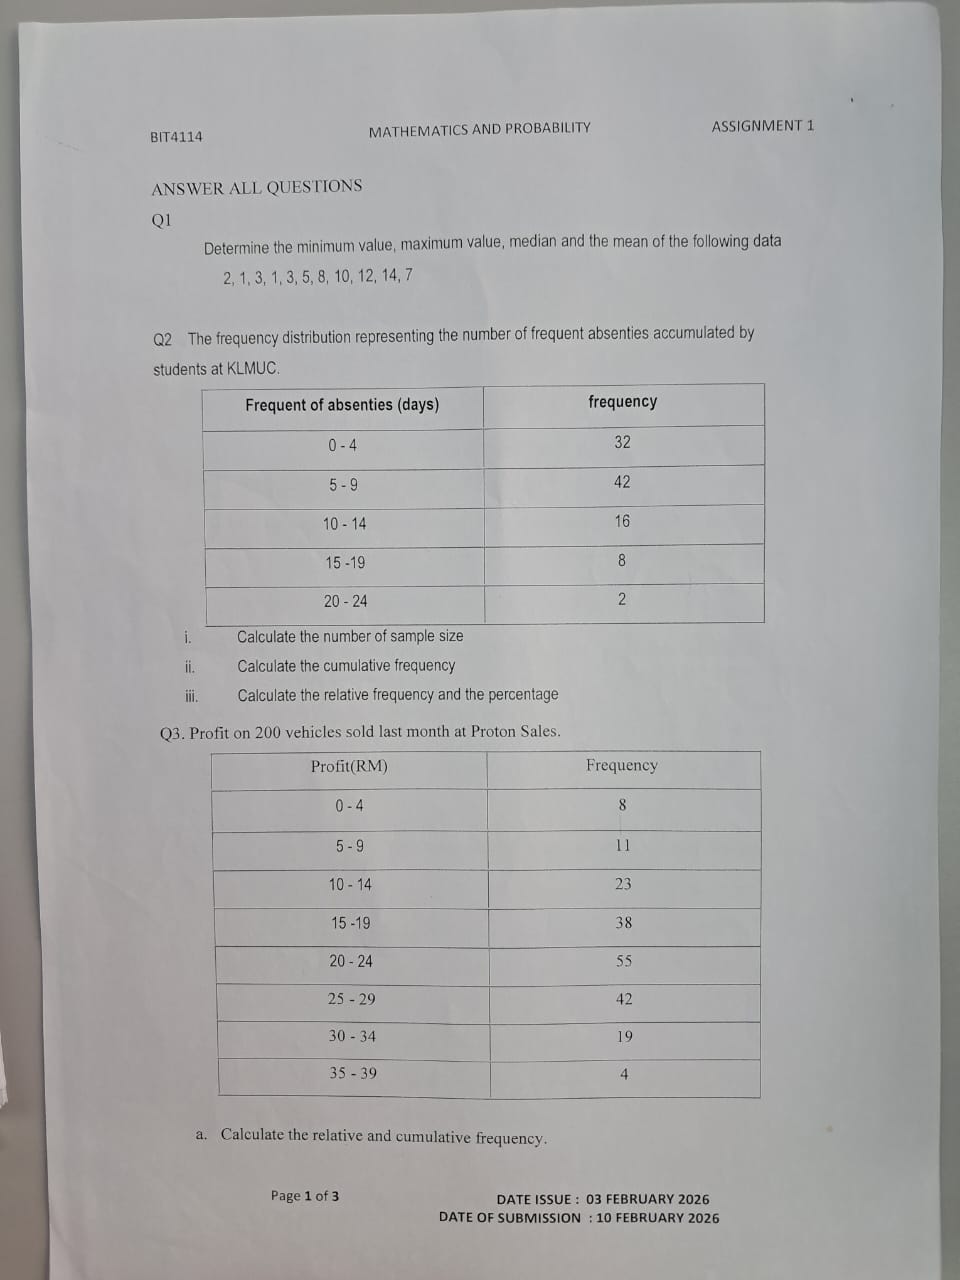 BIT4114 MATHEMATICS AND PROBABILITY ASSIGNMENT 1
ANSWER ALL QUESTIONS
Q1
Determine the minimum value, maximum value, median and the mean of the following data
2, 1, 3, 1, 3, 5, 8, 10, 12, 14, 7
Q2 The frequency distribution representing the number of frequent absenties accumulated by
students at KLMUC.
Frequent of absenties (days) frequency
0 - 4 32
5 - 9 42
10 - 14 16
15 -19 8
20 - 24 2
i. Calculate the number of sample size
ii. Calculate the cumulative frequency
iii. Calculate the relative frequency and the percentage
Q3. Profit on 200 vehicles sold last month at Proton Sales.
Profit(RM) Frequency
0 - 4 8
5 - 9 11
10 - 14 23
15 -19 38
20 - 24 55
25 - 29 42
30 - 34 19
35 - 39 4
a. Calculate the relative and cumulative frequency.
Page 1 of 3 DATE ISSUE : 03 FEBRUARY 2026
DATE OF SUBMISSION : 10 FEBRUARY 2026